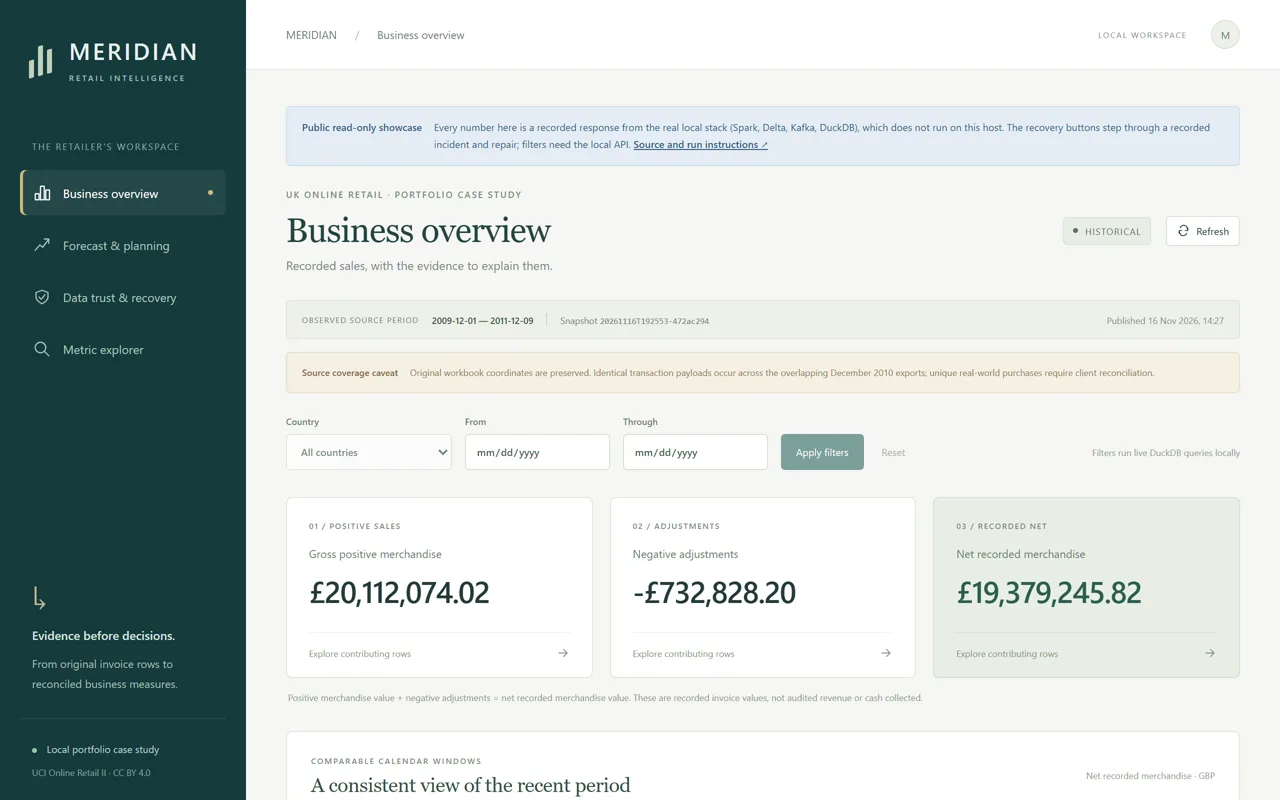 MERIDIAN
RETAIL INTELLIGENCE
THE RETAILER'S WORKSPACE
Business overview
Forecast & planning
Data trust & recovery
Metric explorer
Evidence before decisions.
From original invoice rows to
reconciled business measures.
Local portfolio case study
UCI Online Retail II · CC BY 4.0
MERIDIAN / Business overview
LOCAL WORKSPACE M
Public read-only showcase Every number here is a recorded response from the real local stack (Spark, Delta, Kafka, DuckDB), which does not run on this host. The recovery buttons step through a recorded
incident and repair; filters need the local API. Source and run instructions ↗
UK ONLINE RETAIL · PORTFOLIO CASE STUDY
Business overview
HISTORICAL Refresh
Recorded sales, with the evidence to explain them.
OBSERVED SOURCE PERIOD 2009-12-01 — 2011-12-09 Snapshot 20261116T192553-472ac294 Published 16 Nov 2026, 14:27
Source coverage caveat Original workbook coordinates are preserved. Identical transaction payloads occur across the overlapping December 2010 exports; unique real-world purchases require client reconciliation.
Country From Through
All countries mm/dd/yyyy mm/dd/yyyy Apply filters Reset Filters run live DuckDB queries locally
01 / POSITIVE SALES
Gross positive merchandise
£20,112,074.02
Explore contributing rows →
02 / ADJUSTMENTS
Negative adjustments
-£732,828.20
Explore contributing rows →
03 / RECORDED NET
Net recorded merchandise
£19,379,245.82
Explore contributing rows →
Positive merchandise value + negative adjustments = net recorded merchandise value. These are recorded invoice values, not audited revenue or cash collected.
COMPARABLE CALENDAR WINDOWS
A consistent view of the recent period
Net recorded merchandise · GBP